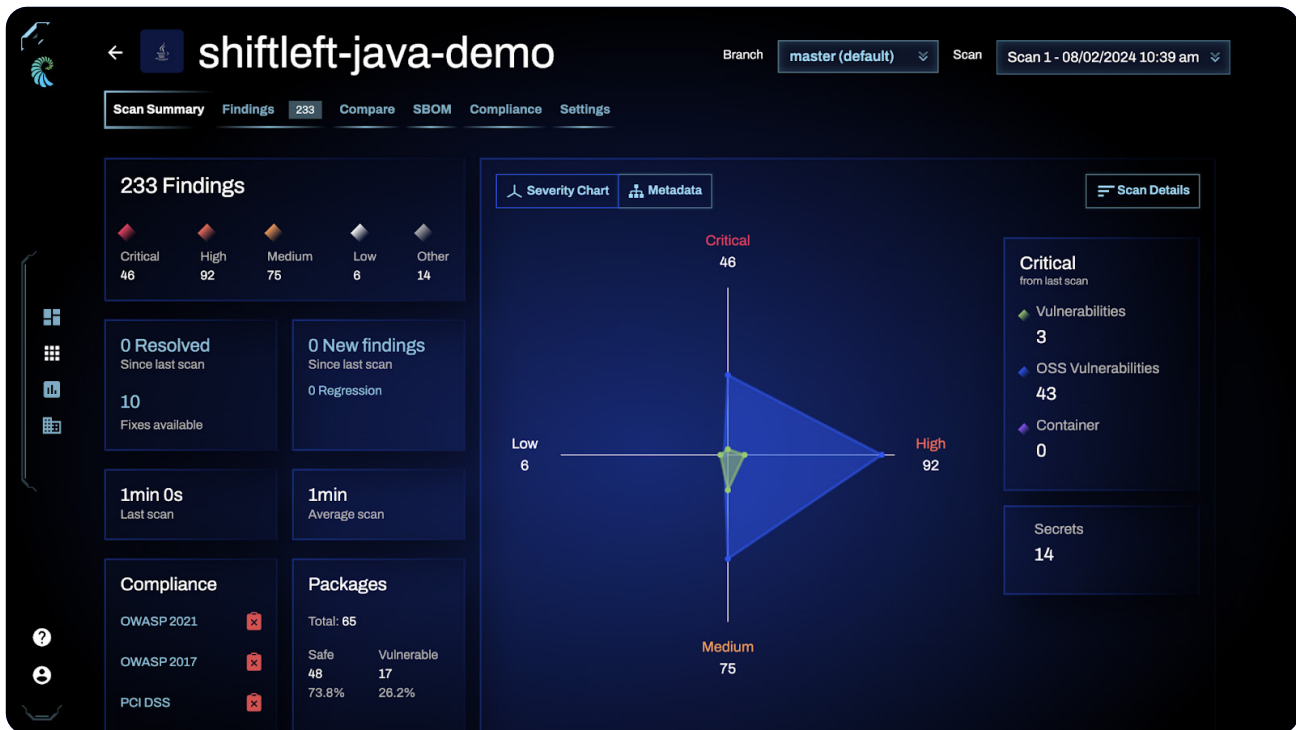 shiftleft-java-demo
Branch master (default) Scan Scan 1 - 08/02/2024 10:39 am
Scan Summary Findings 233 Compare SBOM Compliance Settings
233 Findings
Critical High Medium Low Other
46 92 75 6 14
0 Resolved
Since last scan
10
Fixes available
0 New findings
Since last scan
0 Regression
1min 0s
Last scan
1min
Average scan
Compliance
OWASP 2021
OWASP 2017
PCI DSS
Packages
Total: 65
Safe Vulnerable
48 17
73.8% 26.2%
Severity Chart Metadata
Scan Details
Critical
46
Low
6
High
92
Medium
75
Critical
from last scan
Vulnerabilities
3
OSS Vulnerabilities
43
Container
0
Secrets
14
?